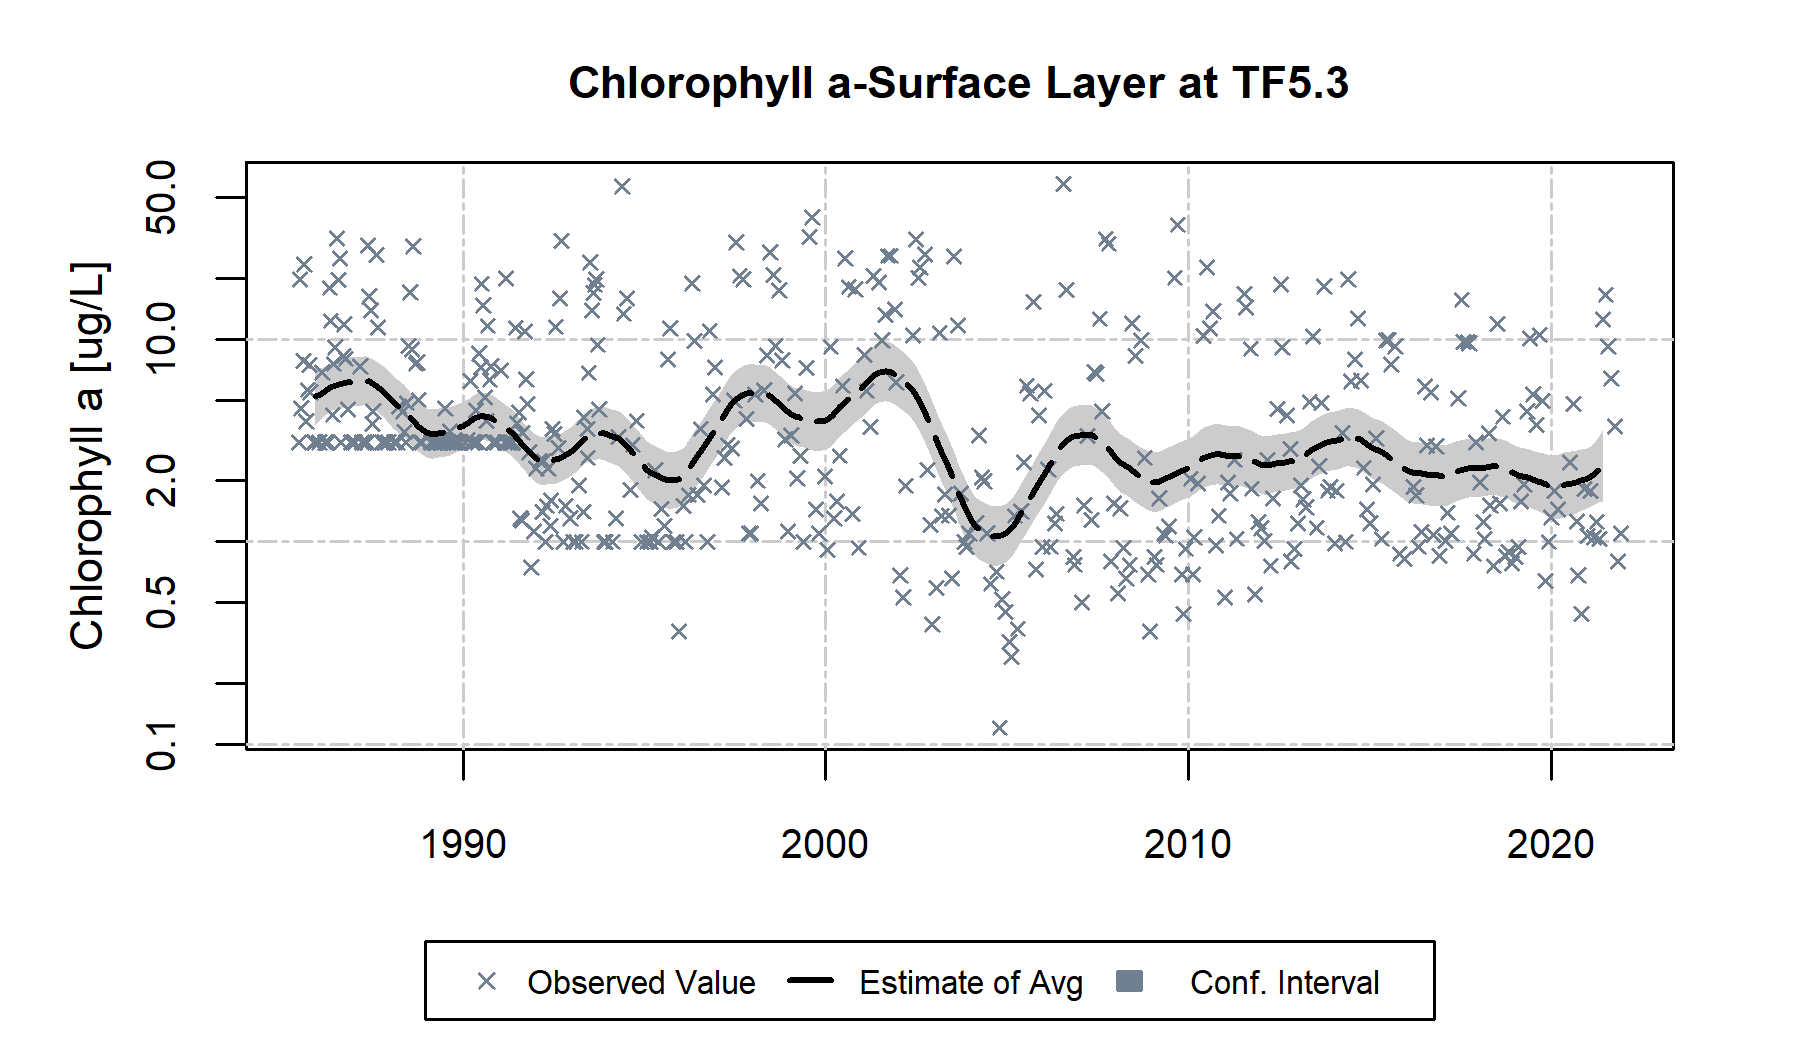 Chlorophyll a-Surface Layer at TF5.3
Chlorophyll a [ug/L]
50.0
10.0
2.0
0.5
0.1
1990 2000 2010 2020
Observed Value Estimate of Avg Conf. Interval